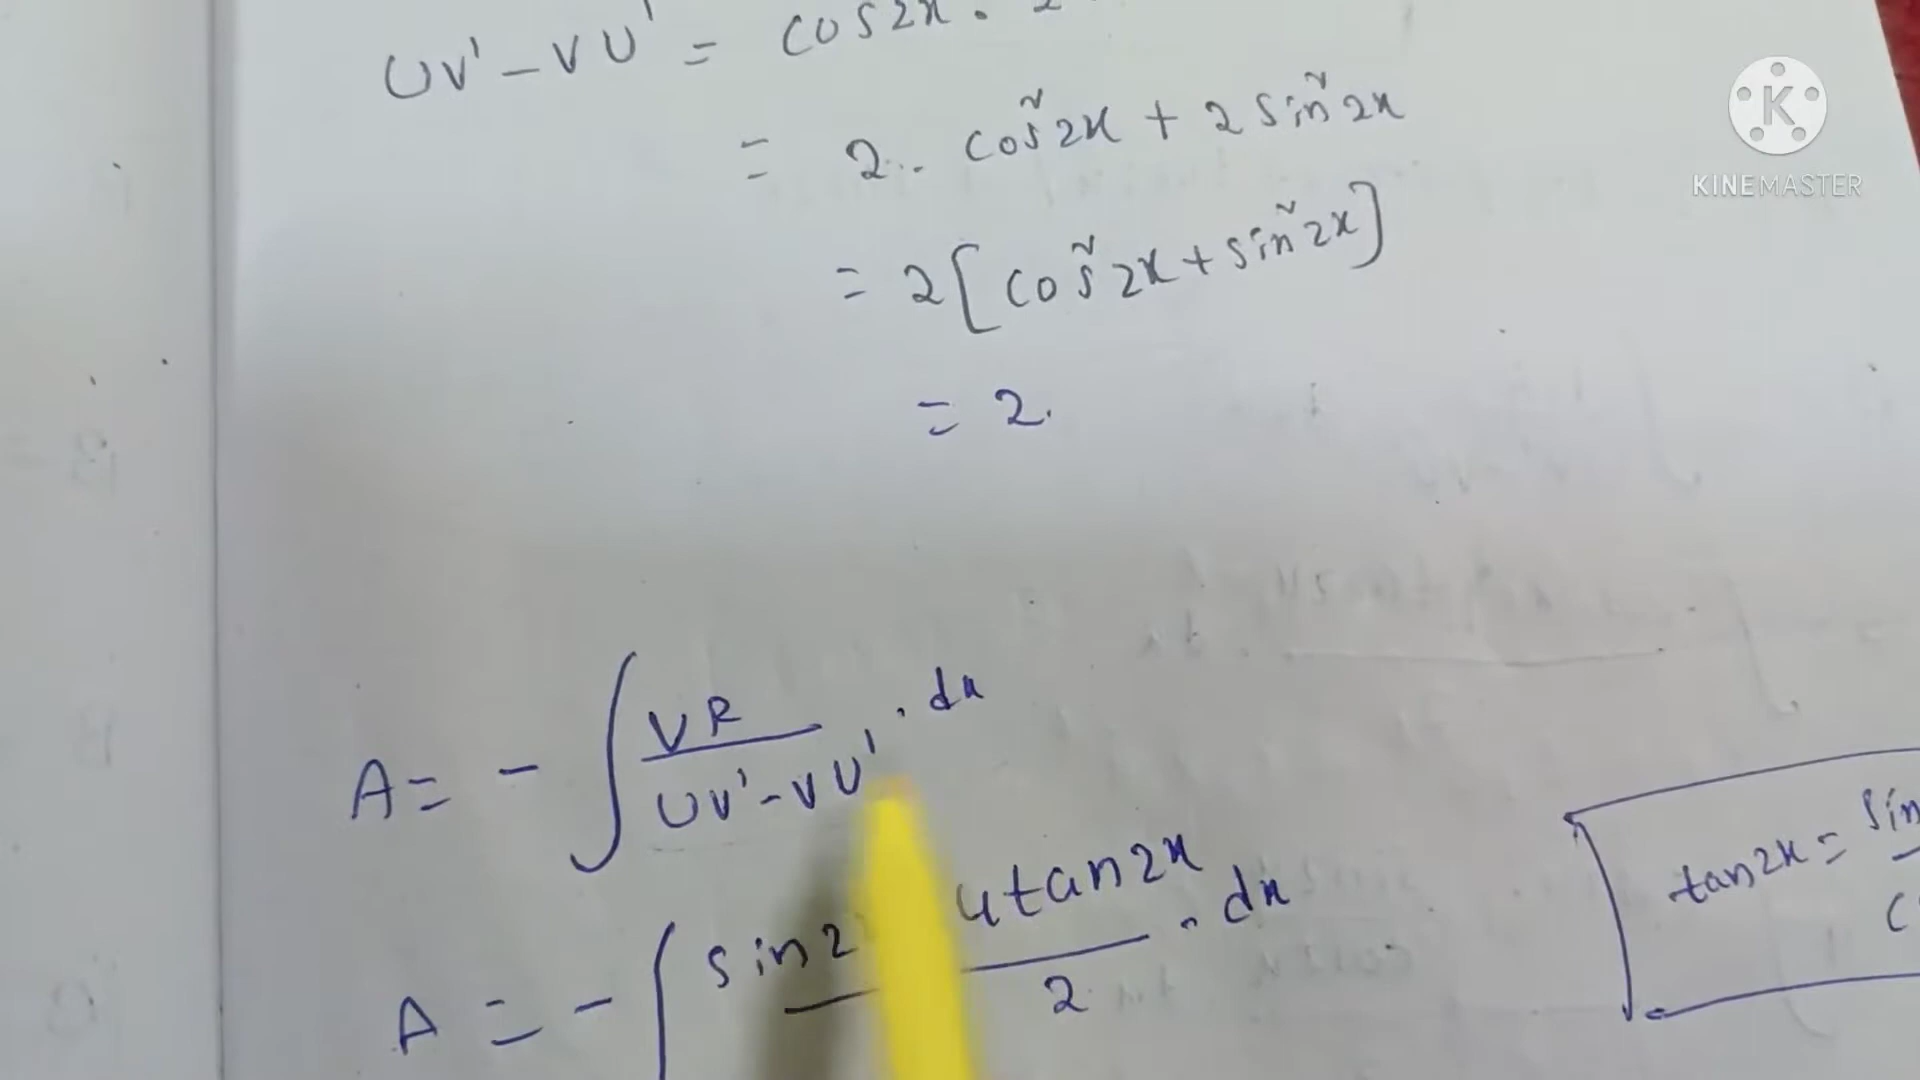 UV' - VU' = cos2x . 2
= 2 . cos²2x + 2 sin²2x
KINEMASTER
= 2[cos²2x + sin²2x]
= 2.
A = - ∫ VR / UV' - VU' . dx
tan2x = sin
A = - ∫ sin2 4tan2x / 2 . dx